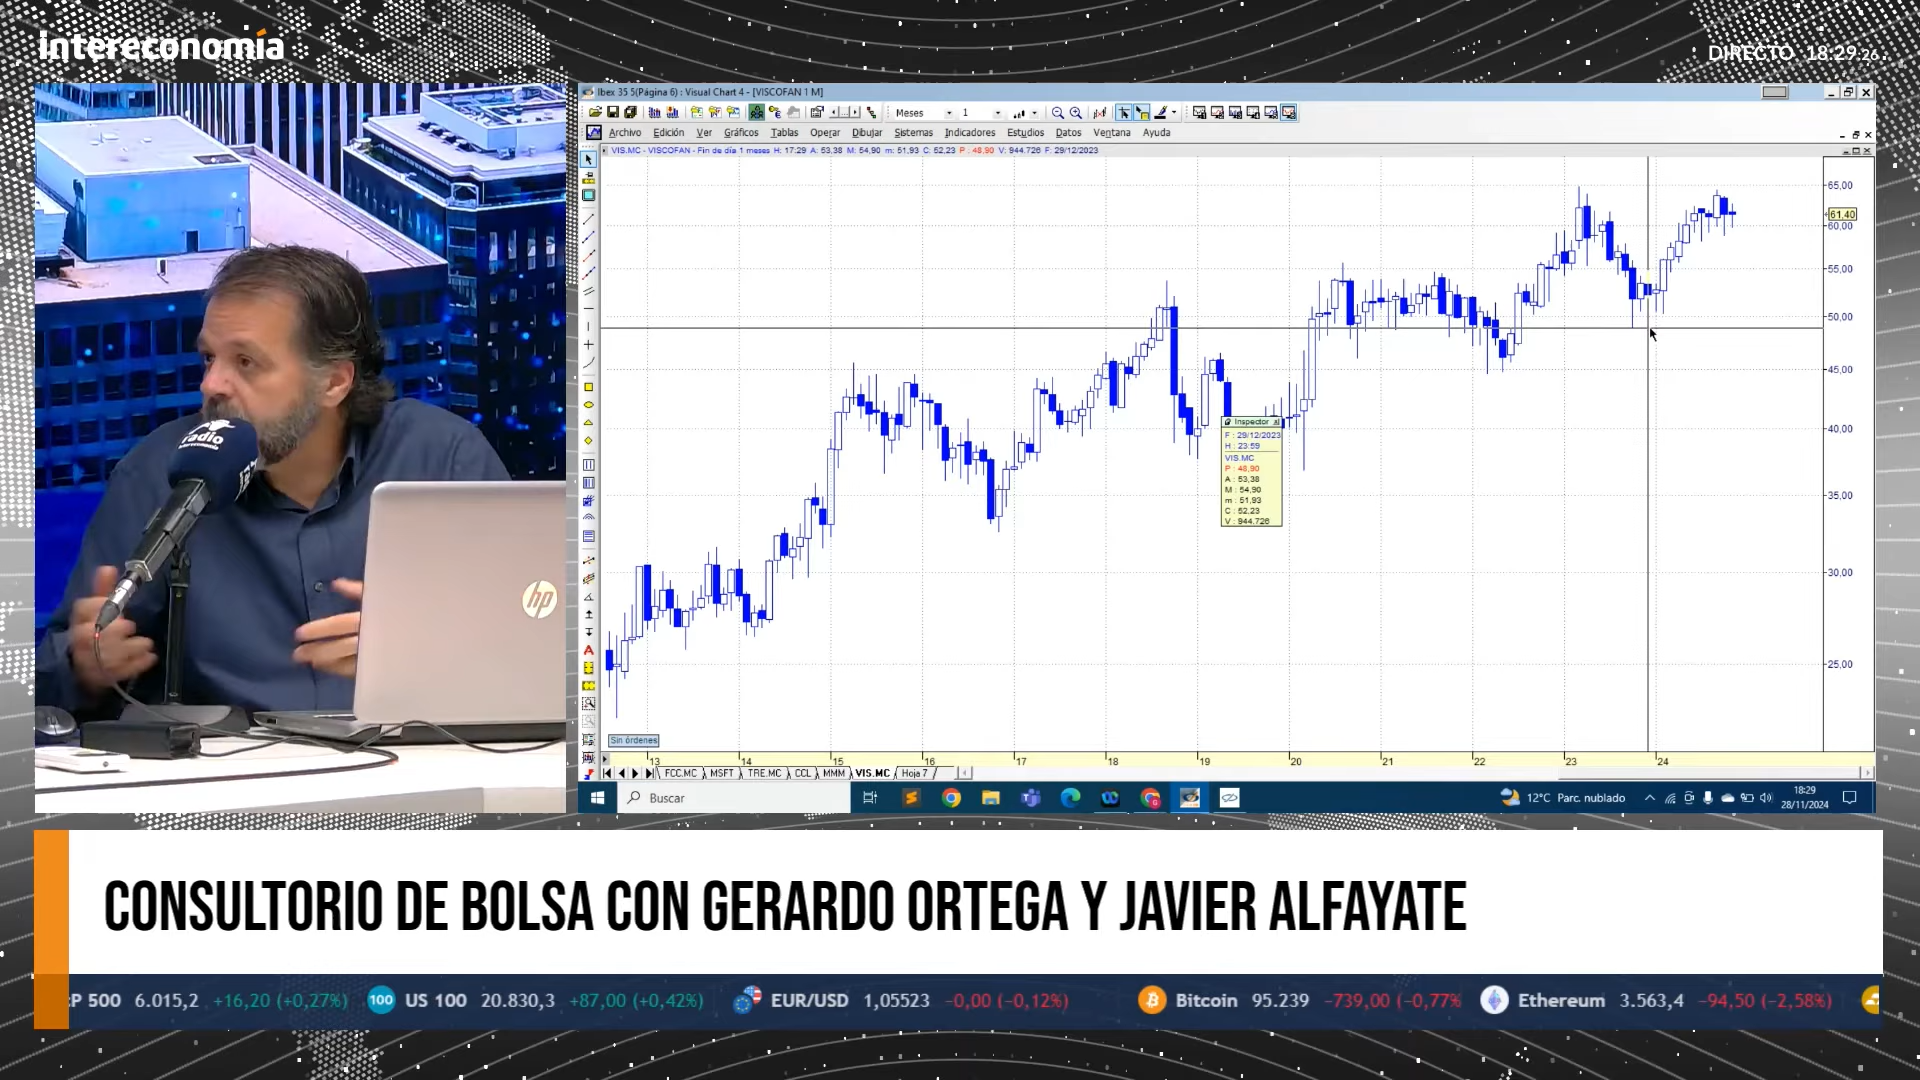 intereconomía
DIRECTO 18:29:26
Ibex 35 5(Página 6) : Visual Chart 4 - [VISCOFAN 1 M]
Meses 1
Archivo Edición Ver Gráficos Tablas Operar Dibujar Sistemas Indicadores Estudios Datos Ventana Ayuda
VIS.MC - VISCOFAN - Fin de día 1 meses H: 17:29 A: 53,38 M: 54,90 m: 51,93 C: 52,23 P: 48,90 V: 944.726 F: 29/12/2023
65,00
61,40
60,00
55,00
50,00
45,00
40,00
35,00
30,00
25,00
Inspector
F : 29/12/2023
H : 23:59
VIS.MC
P : 48,90
A : 53,38
M : 54,90
m : 51,93
C : 52,23
V : 944.726
radio
intereconomía
hp
Sin órdenes
13 14 15 16 17 18 19 20 21 22 23 24
FCC.MC MSFT TRE.MC CCL MMM VIS.MC Hoja 7
Buscar
12°C Parc. nublado
18:29
28/11/2024
CONSULTORIO DE BOLSA CON GERARDO ORTEGA Y JAVIER ALFAYATE
P 500 6.015,2 +16,20 (+0,27%) 100 US 100 20.830,3 +87,00 (+0,42%) EUR/USD 1,05523 -0,00 (-0,12%) Bitcoin 95.239 -739,00 (-0,77% Ethereum 3.563,4 -94,50 (-2,58%)